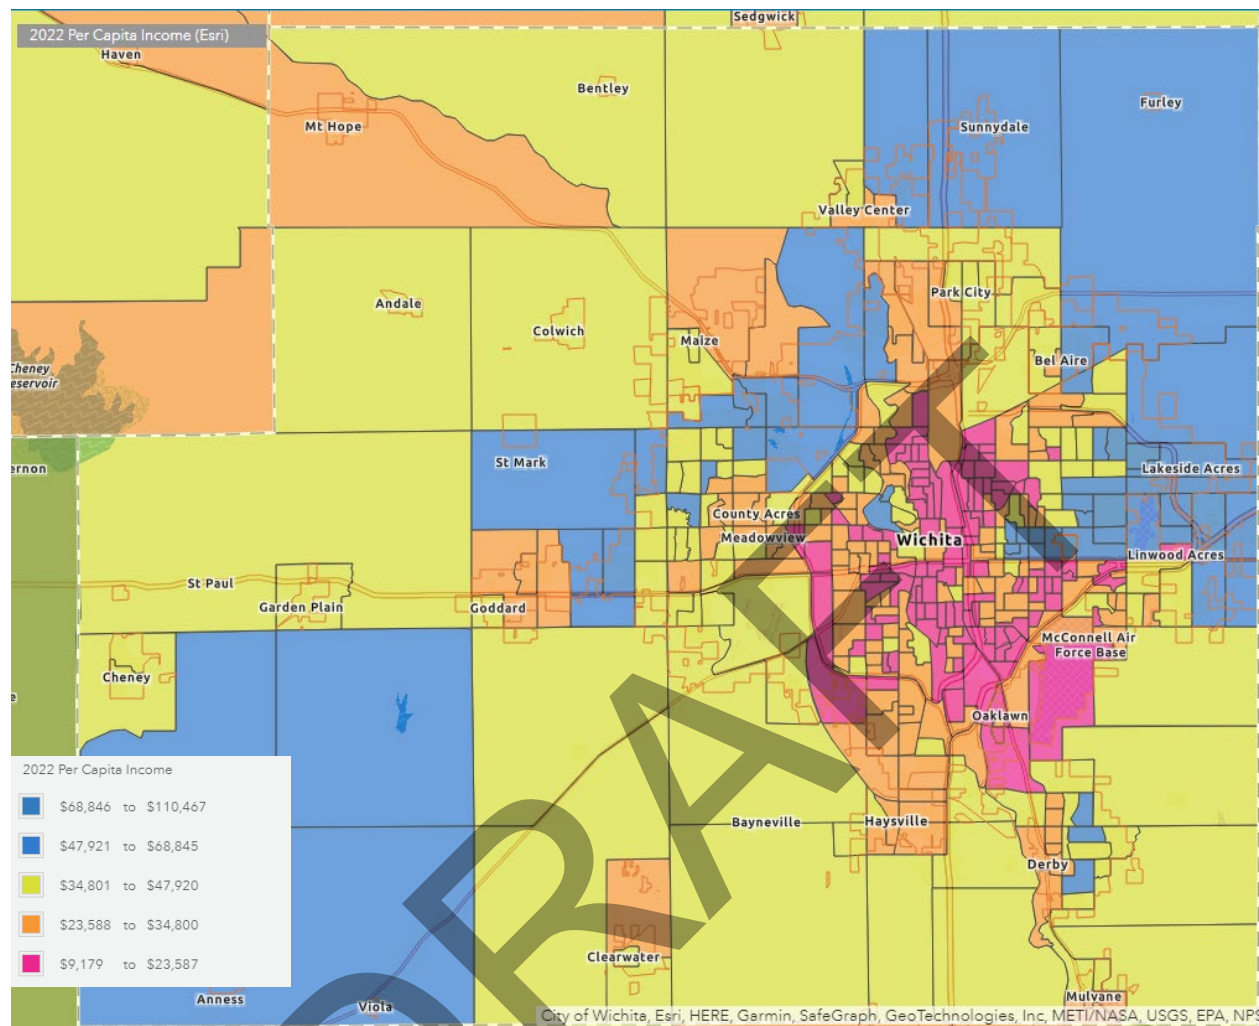 Sedgwick
2022 Per Capita Income (Esri)
Haven
Bentley
Furley
Mt Hope
Sunnydale
Valley Center
Andale
Park City
Colwich
Maize
Bel Aire
Cheney
eservoir
ernon
St Mark
Lakeside Acres
County Acres
Meadowview
Wichita
Linwood Acres
St Paul
Garden Plain
Goddard
McConnell Air
Force Base
Cheney
e
Oaklawn
2022 Per Capita Income
$68,846 to $110,467
$47,921 to $68,845
$34,801 to $47,920
$23,588 to $34,800
$9,179 to $23,587
Bayneville
Haysville
Derby
Clearwater
Anness
Viola
Mulvane
City of Wichita, Esri, HERE, Garmin, SafeGraph, GeoTechnologies, Inc, METI/NASA, USGS, EPA, NPS
DRAFT